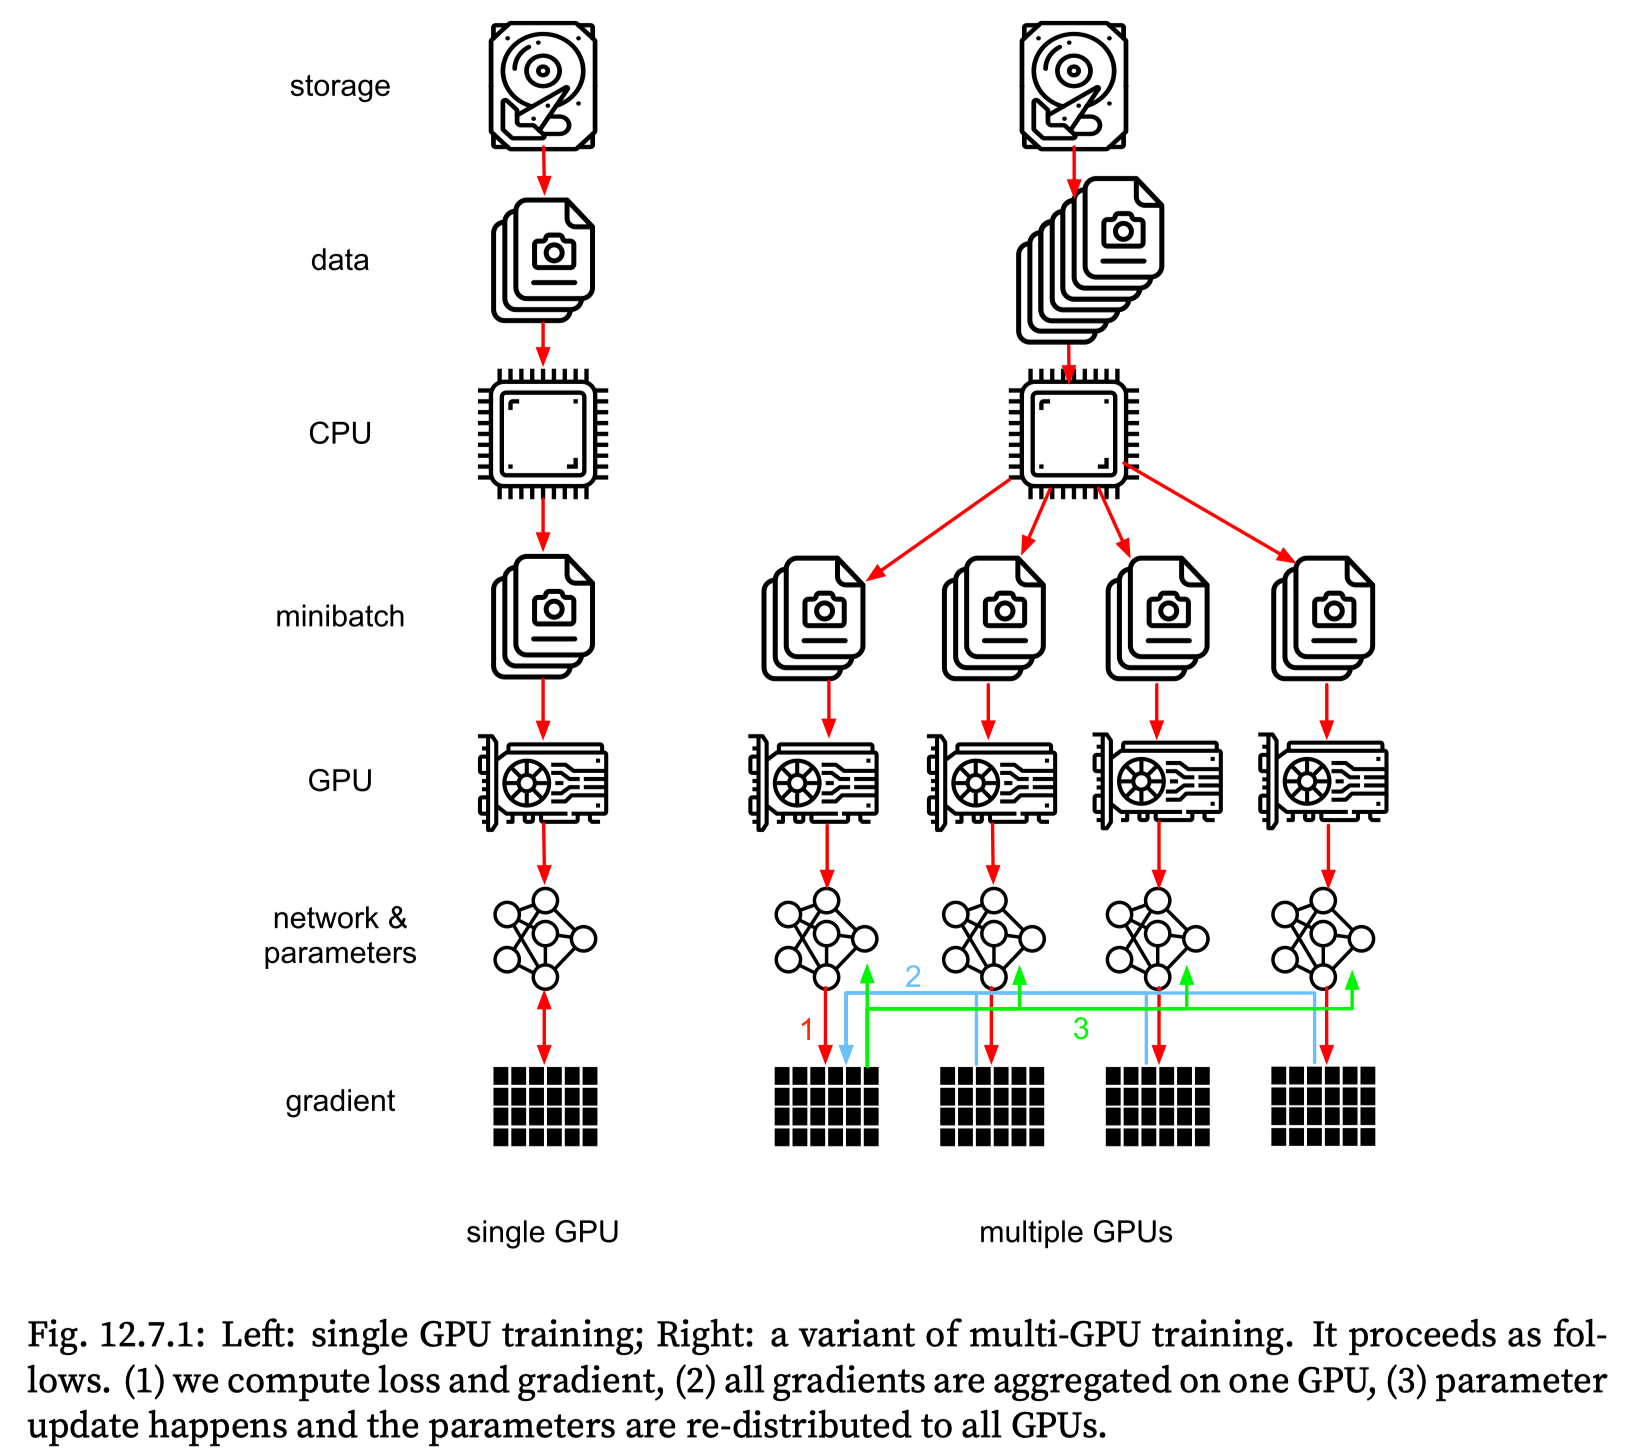 storage
data
CPU
minibatch
GPU
network &
parameters
2
1
3
gradient
single GPU
multiple GPUs
Fig. 12.7.1: Left: single GPU training; Right: a variant of multi-GPU training. It proceeds as fol-
lows. (1) we compute loss and gradient, (2) all gradients are aggregated on one GPU, (3) parameter
update happens and the parameters are re-distributed to all GPUs.